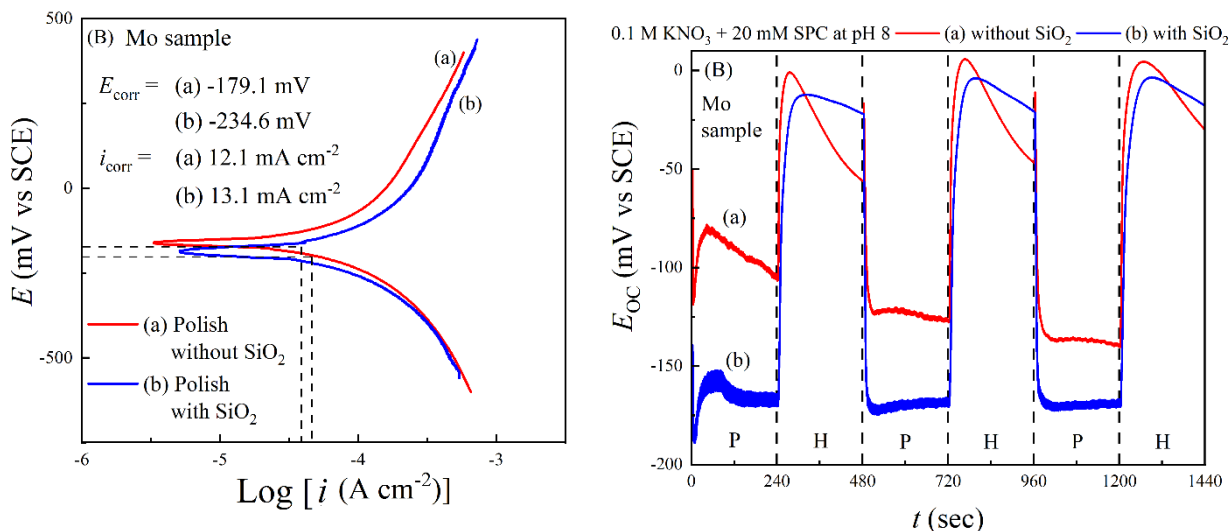 (B) Mo sample
E_corr = (a) -179.1 mV
(b) -234.6 mV
i_corr = (a) 12.1 mA cm⁻²
(b) 13.1 mA cm⁻²
(a)
(b)
(a) Polish
without SiO₂
(b) Polish
with SiO₂
500
0
-500
E (mV vs SCE)
-6
-5
-4
-3
Log [i (A cm⁻²)]
0.1 M KNO₃ + 20 mM SPC at pH 8 (a) without SiO₂ (b) with SiO₂
(B)
Mo
sample
(a)
(b)
P
H
P
H
P
H
0
-50
-100
-150
-200
E_OC (mV vs SCE)
0
240
480
720
960
1200
1440
t (sec)